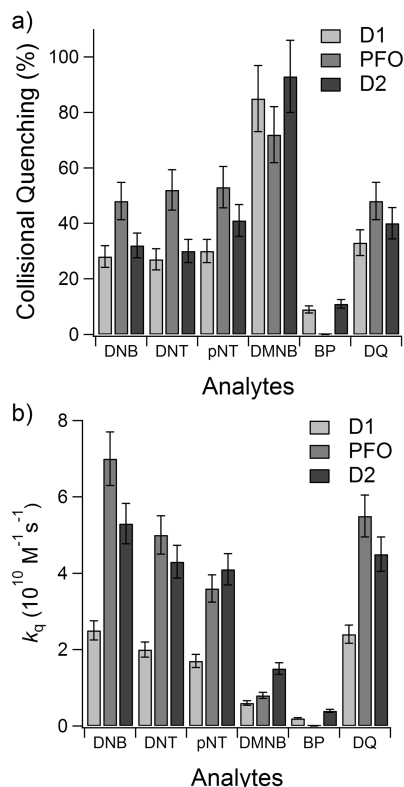 a)
D1
PFO
D2
Collisional Quenching (%)
100
80
60
40
20
0
DNB DNT pNT DMNB BP DQ
Analytes
b)
D1
PFO
D2
kq (10¹⁰ M⁻¹ s⁻¹)
8
6
4
2
0
DNB DNT pNT DMNB BP DQ
Analytes